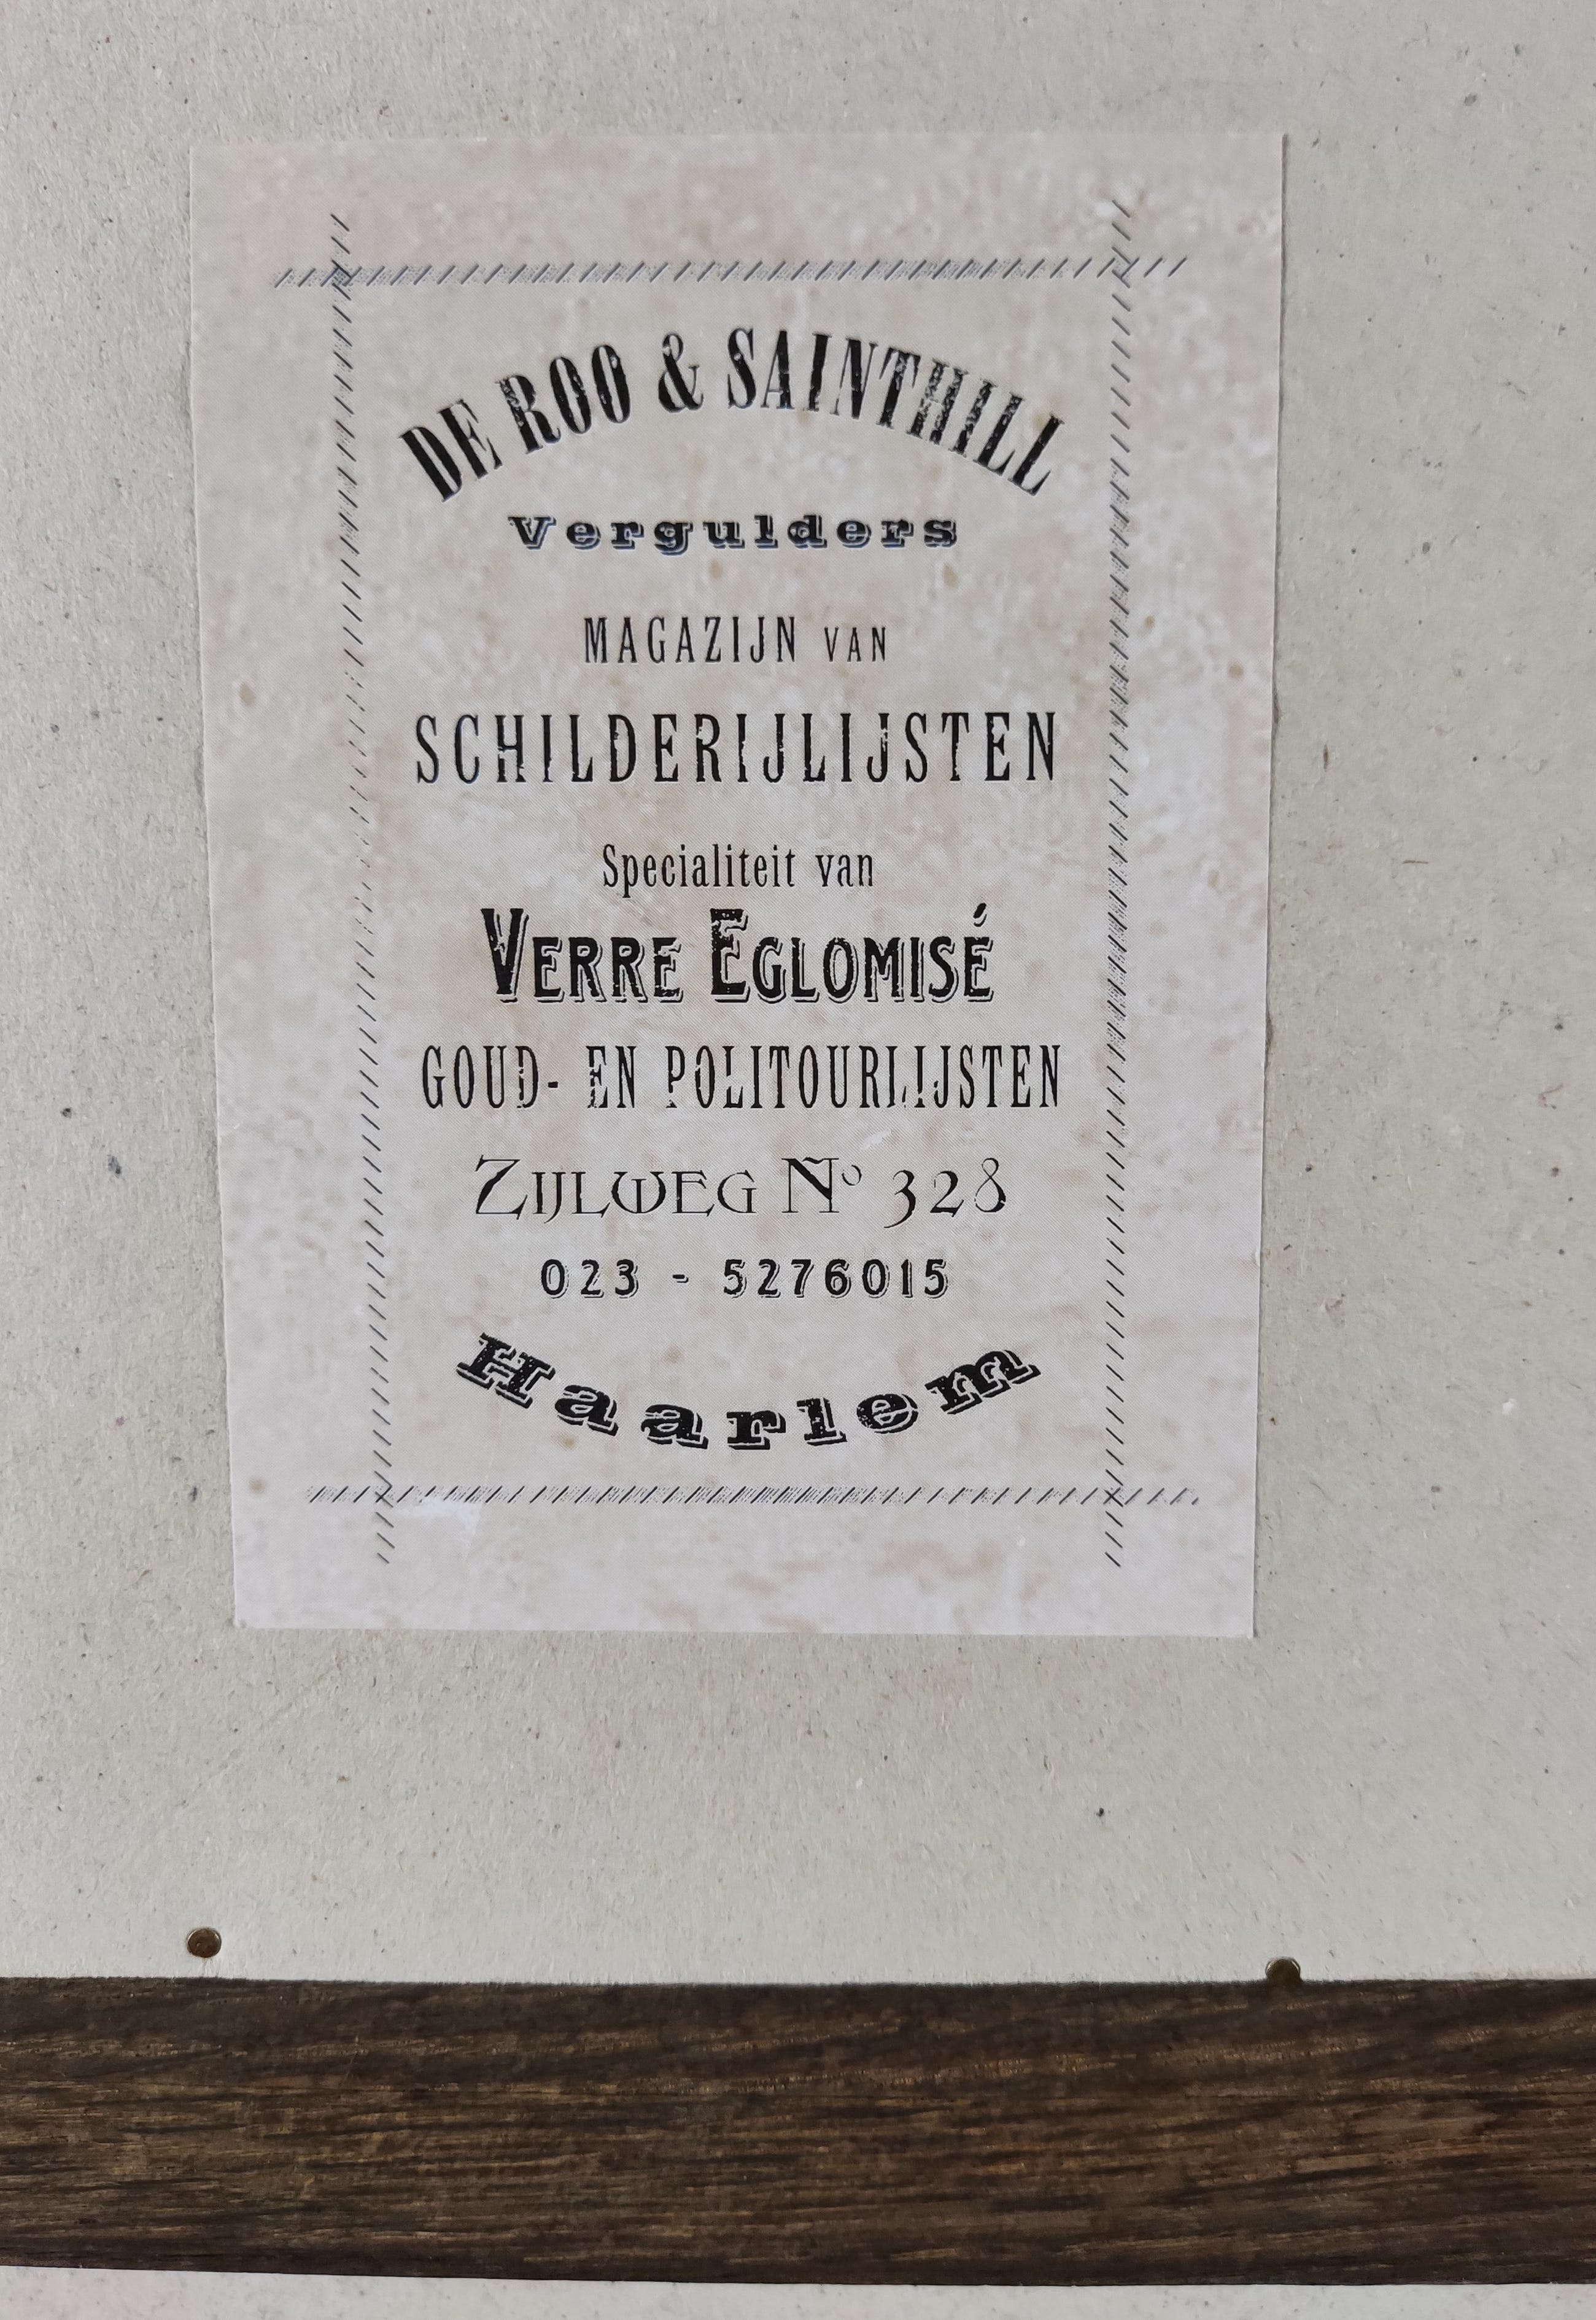 DE ROO & SAINTHILL
Vergulders
MAGAZIJN VAN
SCHILDERIJLIJSTEN
Specialiteit van
VERRE EGLOMISÉ
GOUD- EN POLITOURLIJSTEN
ZIJLWEG Nº 328
023 - 5276015
Haarlem